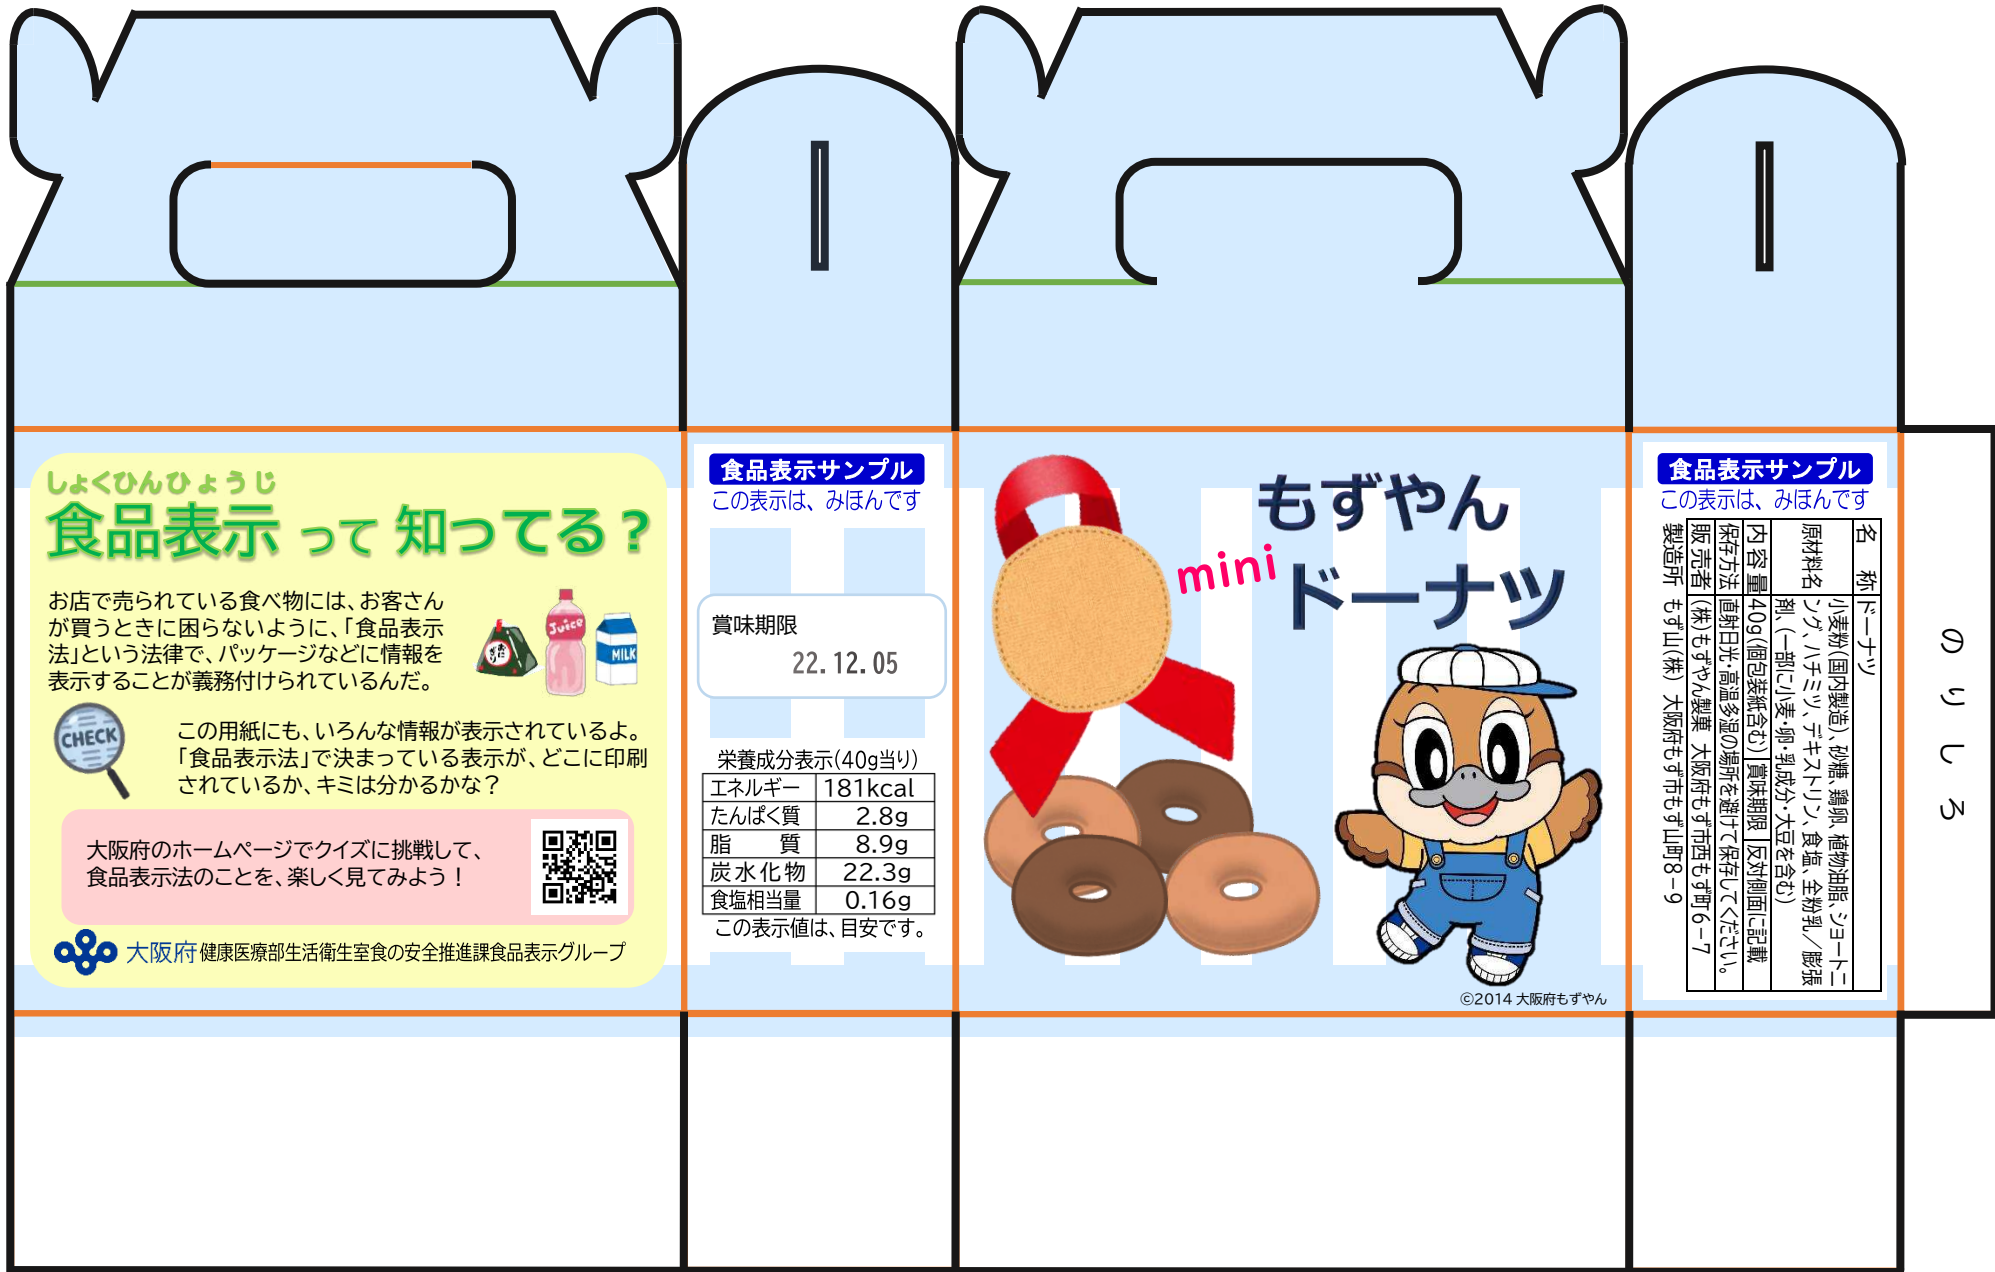 しょくひんひょうじ
食品表示 って 知ってる？
お店で売られている食べ物には、お客さん
が買うときに困らないように、「食品表示
法」という法律で、パッケージなどに情報を
表示することが義務付けられているんだ。
おにぎり
Juice
MILK
CHECK
この用紙にも、いろんな情報が表示されているよ。
「食品表示法」で決まっている表示が、どこに印刷
されているか、キミは分かるかな？
大阪府のホームページでクイズに挑戦して、
食品表示法のことを、楽しく見てみよう！
大阪府 健康医療部生活衛生室食の安全推進課食品表示グループ
食品表示サンプル
この表示は、みほんです
賞味期限
22.12.05
栄養成分表示(40g当り)
エネルギー 181kcal
たんぱく質 2.8g
脂 質 8.9g
炭水化物 22.3g
食塩相当量 0.16g
この表示値は、目安です。
もずやん
mini
ドーナツ
©2014 大阪府もずやん
食品表示サンプル
この表示は、みほんです
名 称 ドーナツ
原材料名 小麦粉(国内製造)、砂糖、鶏卵、植物油脂、ショートニ
ング、ハチミツ、デキストリン、食塩、全粉乳／膨張
剤、(一部に小麦・卵・乳成分・大豆を含む)
内 容 量 40g(個包装紙含む) 賞味期限 反対側面に記載
保存方法 直射日光・高温多湿の場所を避けて保存してください。
販 売 者 (株)もずやん製菓 大阪府もず市西もず町6－7
製造所 もず山(株) 大阪府もず市もず山町8－9
のりしろ